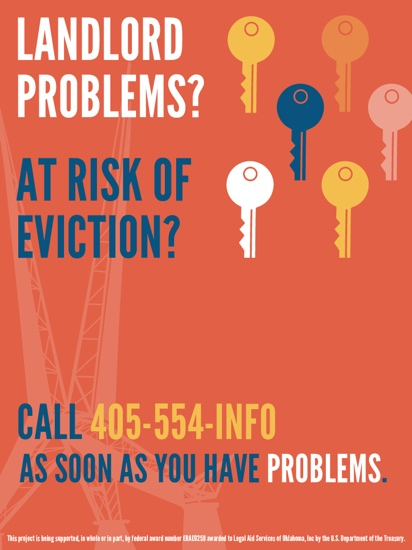 LANDLORD
PROBLEMS?
AT RISK OF
EVICTION?
CALL 405-554-INFO
AS SOON AS YOU HAVE PROBLEMS.
This project is being supported, in whole or in part, by federal award number ERAE0298 awarded to Legal Aid Services of Oklahoma, Inc by the U.S. Department of the Treasury.